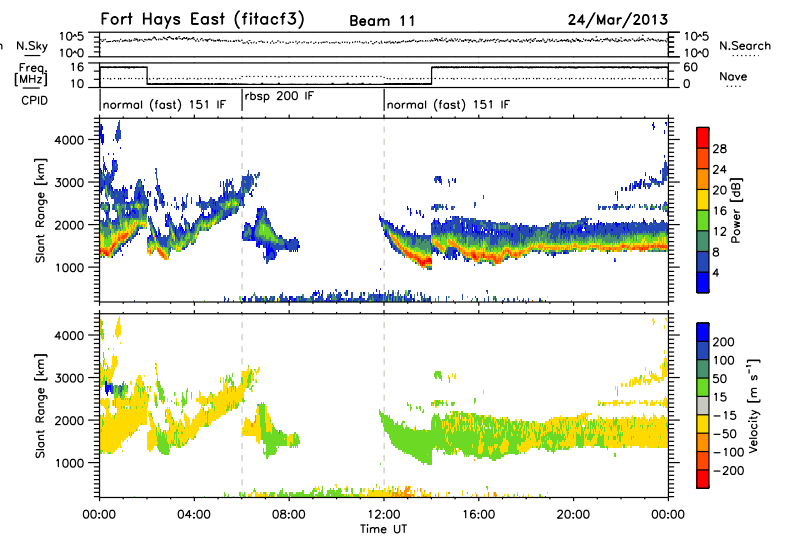 Fort Hays East (fitacf3) Beam 11 24/Mar/2013
n N.Sky 10^5 10^5 N.Search
10^0 10^0
Freq. 16 60 Nave
[MHz] 10 0
CPID normal (fast) 151 IF rbsp 200 IF normal (fast) 151 IF
Slant Range [km]
4000
3000
2000
1000
28
24
20
16
12
8
4
Power [dB]
Slant Range [km]
4000
3000
2000
1000
200
100
50
15
−15
−50
−100
−200
Velocity [m s⁻¹]
00:00 04:00 08:00 12:00 16:00 20:00 00:00
Time UT